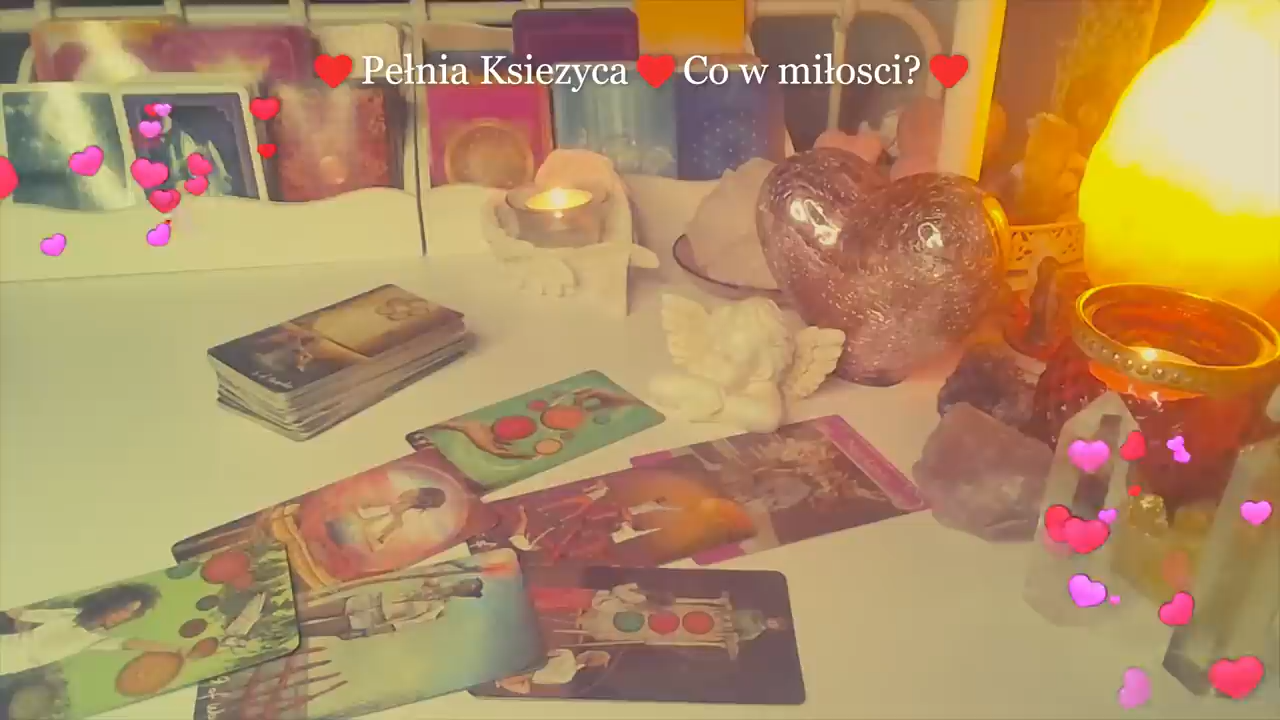 ♥ Pełnia Ksiezyca ♥ Co w miłosci? ♥